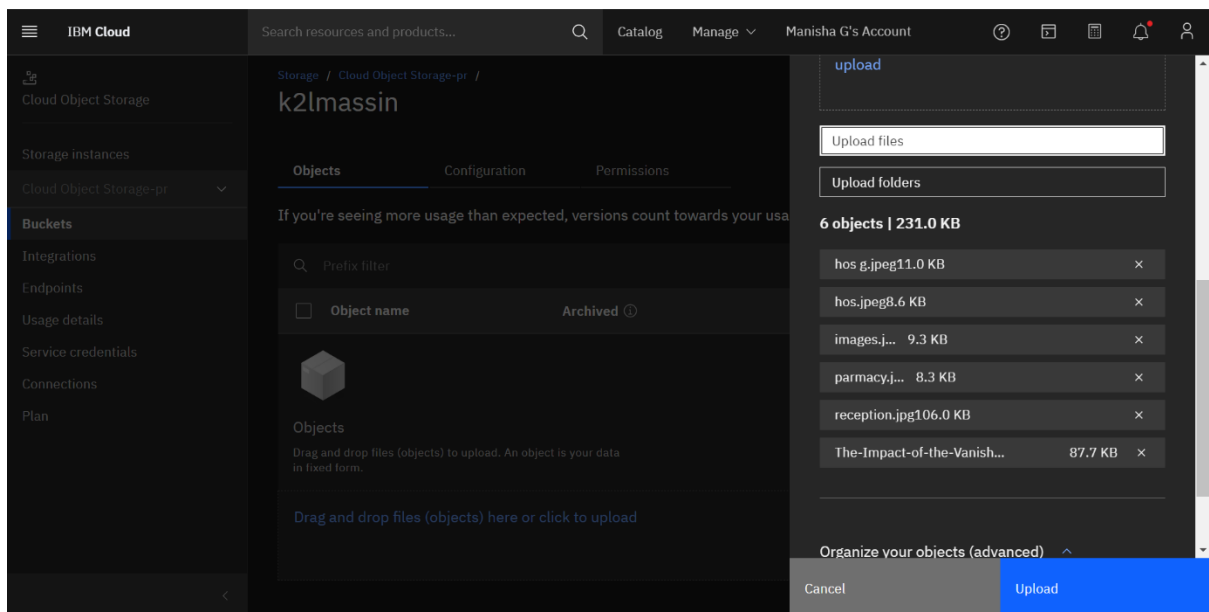 IBM Cloud
Search resources and products...
Catalog
Manage
Manisha G's Account
Cloud Object Storage
Storage instances
Cloud Object Storage-pr
Buckets
Integrations
Endpoints
Usage details
Service credentials
Connections
Plan
Storage / Cloud Object Storage-pr /
k2lmassin
Objects
Configuration
Permissions
If you're seeing more usage than expected, versions count towards your usa
Prefix filter
Object name
Archived
Objects
Drag and drop files (objects) to upload. An object is your data
in fixed form.
Drag and drop files (objects) here or click to upload
upload
Upload files
Upload folders
6 objects | 231.0 KB
hos g.jpeg11.0 KB
hos.jpeg8.6 KB
images.j... 9.3 KB
parmacy.j... 8.3 KB
reception.jpg106.0 KB
The-Impact-of-the-Vanish... 87.7 KB
Organize your objects (advanced)
Cancel
Upload